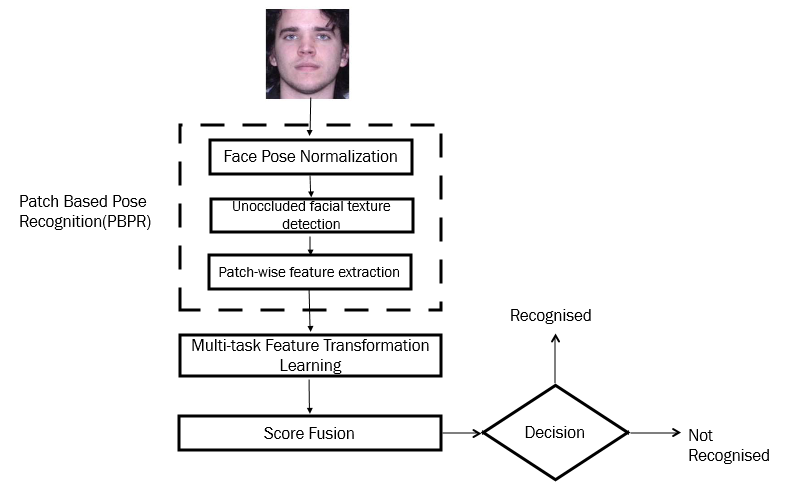 Face Pose Normalization
Patch Based Pose
Recognition(PBPR)
Unoccluded facial texture
detection
Patch-wise feature extraction
Recognised
Multi-task Feature Transformation
Learning
Score Fusion
Decision
Not
Recognised